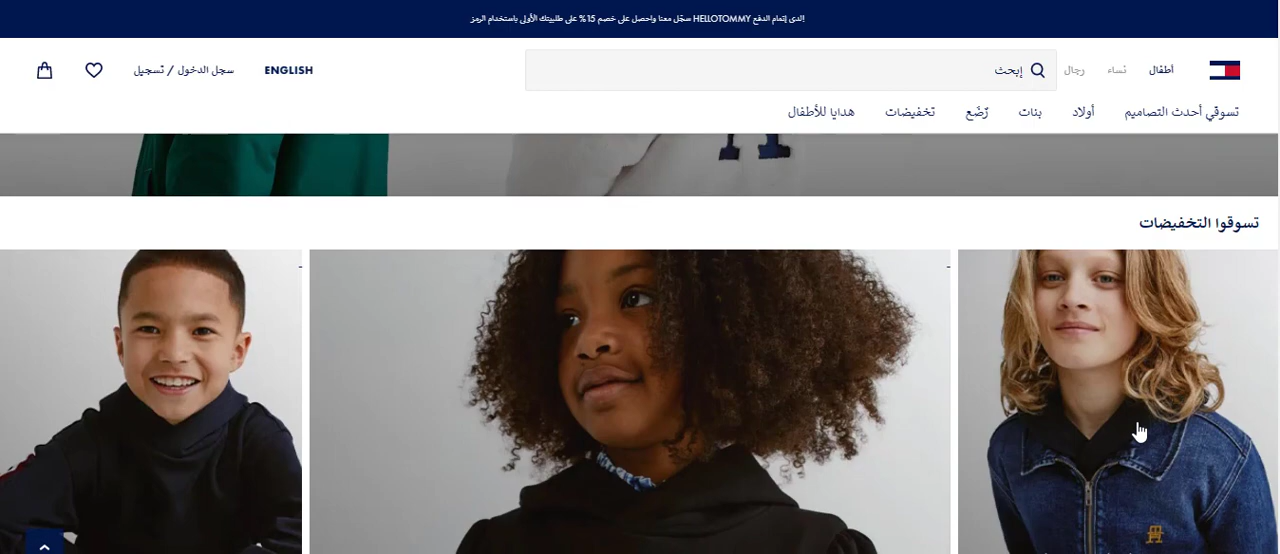 !لدى إتمام الدفع HELLOTOMMY سجّل معنا واحصل على خصم 15% على طلبيتك الأولى باستخدام الرمز
أطفال نساء رجال إبحث ENGLISH سجل الدخول / تسجيل
تسوقي أحدث التصاميم أولاد بنات رُضّع تخفيضات هدايا للأطفال
تسوقوا التخفيضات